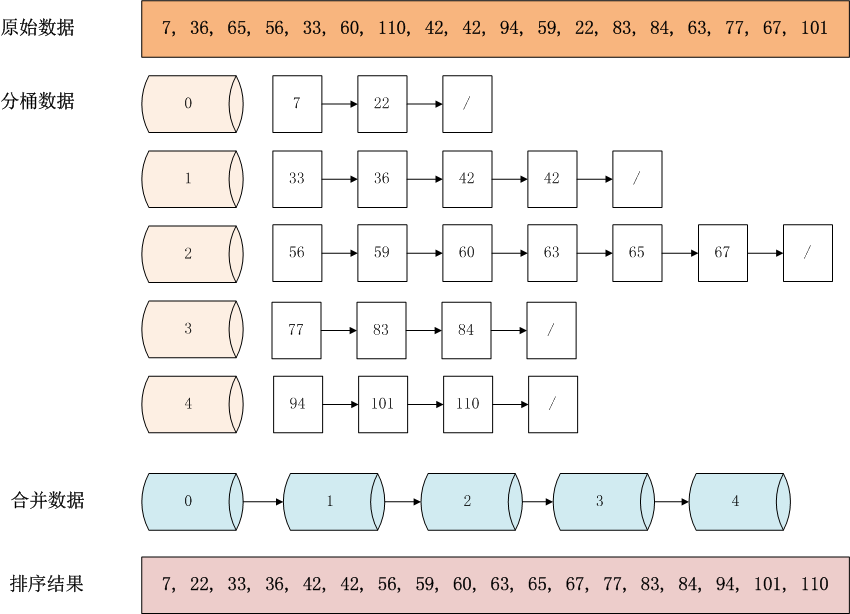 原始数据 7, 36, 65, 56, 33, 60, 110, 42, 42, 94, 59, 22, 83, 84, 63, 77, 67, 101
分桶数据 0 7 22 /
1 33 36 42 42 /
2 56 59 60 63 65 67 /
3 77 83 84 /
4 94 101 110 /
合并数据 0 1 2 3 4
排序结果 7, 22, 33, 36, 42, 42, 56, 59, 60, 63, 65, 67, 77, 83, 84, 94, 101, 110